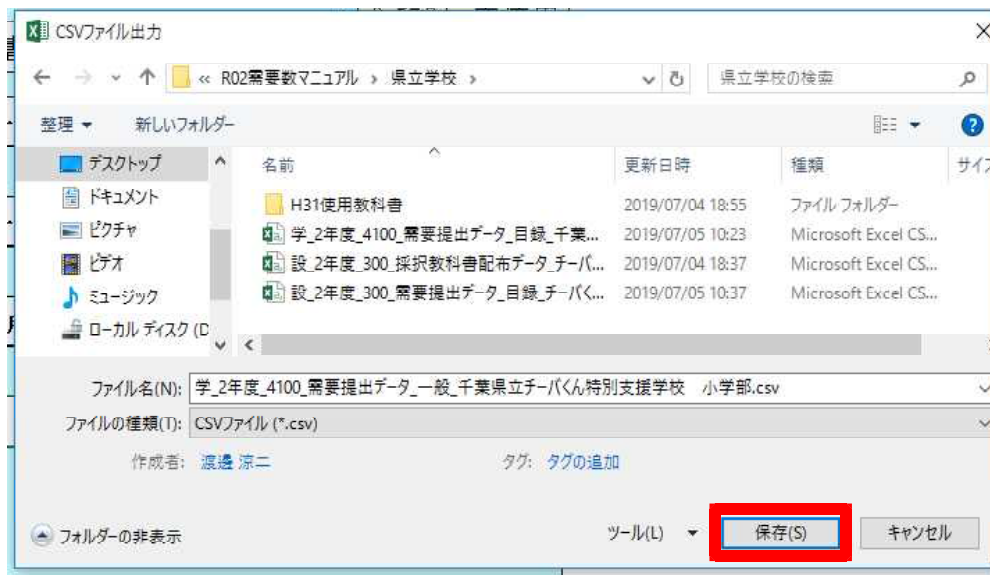 CSVファイル出力
« R02需要数マニュアル > 県立学校 >
県立学校の検索
整理
新しいフォルダー
デスクトップ
ドキュメント
ピクチャ
ビデオ
ミュージック
ローカル ディスク (D
名前 更新日時 種類 サイズ
H31使用教科書 2019/07/04 18:55 ファイル フォルダー
学_2年度_4100_需要提出データ_目録_千葉... 2019/07/05 10:23 Microsoft Excel CS...
設_2年度_300_採択教科書配布データ_チーパ(... 2019/07/04 18:37 Microsoft Excel CS...
設_2年度_300_需要提出データ_目録_チーパく... 2019/07/05 10:37 Microsoft Excel CS...
ファイル名(N): 学_2年度_4100_需要提出データ_一般_千葉県立チーバくん特別支援学校　小学部.csv
ファイルの種類(T): CSVファイル (*.csv)
作成者: 渡邊 涼二
タグ: タグの追加
フォルダーの非表示
ツール(L)
保存(S)
キャンセル